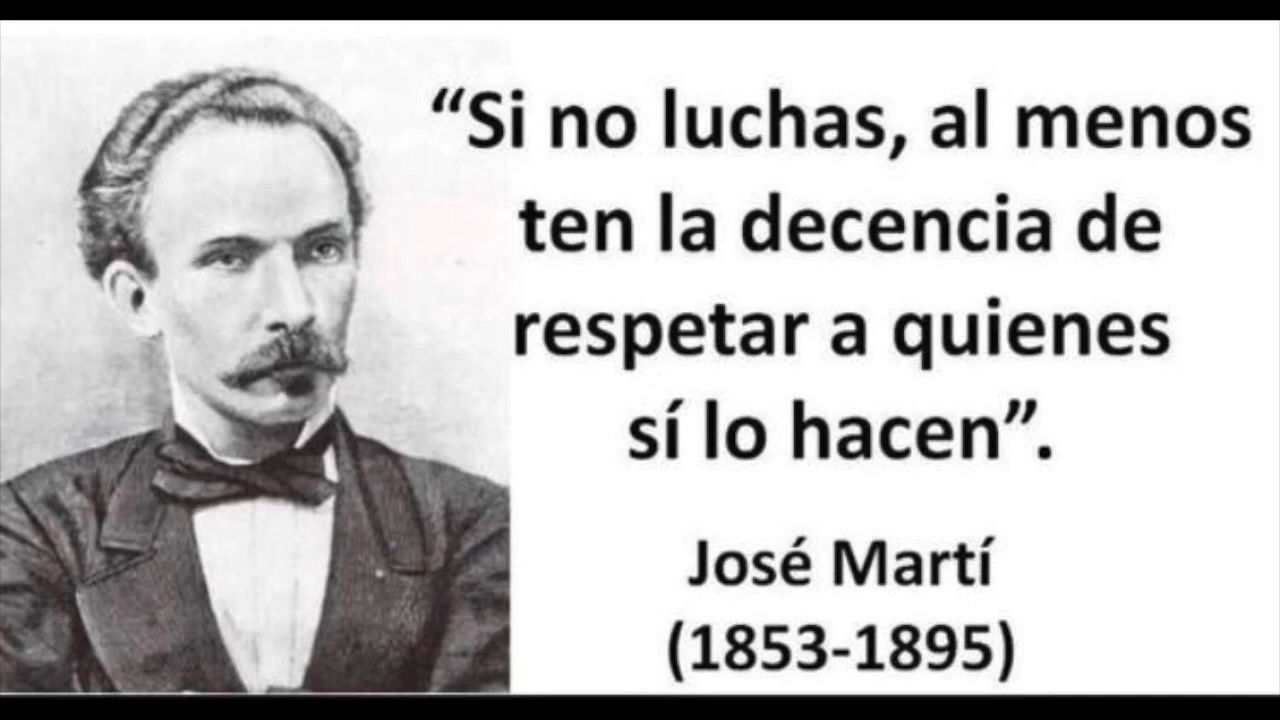 “Si no luchas, al menos
ten la decencia de
respetar a quienes
sí lo hacen”.
José Martí
(1853-1895)